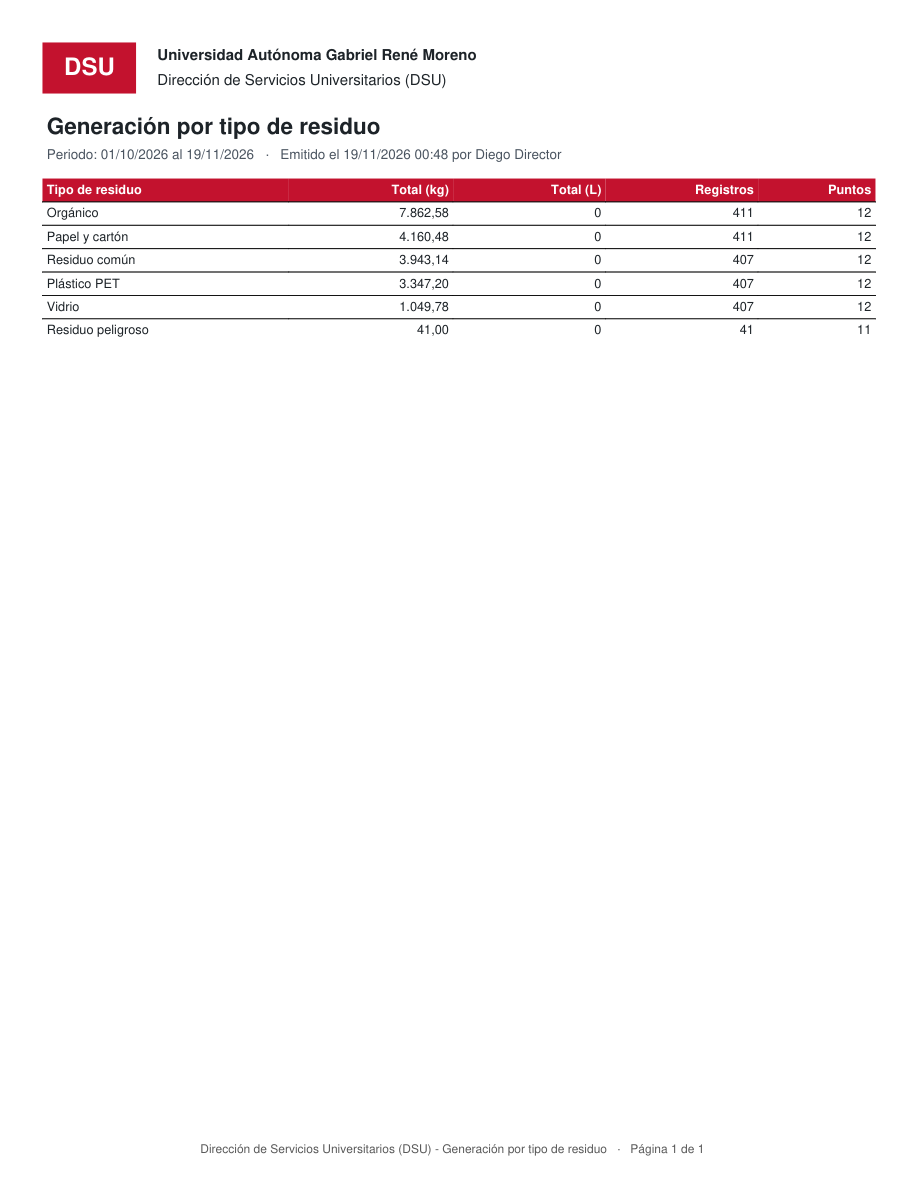 DSU
Universidad Autónoma Gabriel René Moreno
Dirección de Servicios Universitarios (DSU)
Generación por tipo de residuo
Periodo: 01/10/2026 al 19/11/2026 · Emitido el 19/11/2026 00:48 por Diego Director
Tipo de residuo Total (kg) Total (L) Registros Puntos
Orgánico 7.862,58 0 411 12
Papel y cartón 4.160,48 0 411 12
Residuo común 3.943,14 0 407 12
Plástico PET 3.347,20 0 407 12
Vidrio 1.049,78 0 407 12
Residuo peligroso 41,00 0 41 11
Dirección de Servicios Universitarios (DSU) - Generación por tipo de residuo · Página 1 de 1